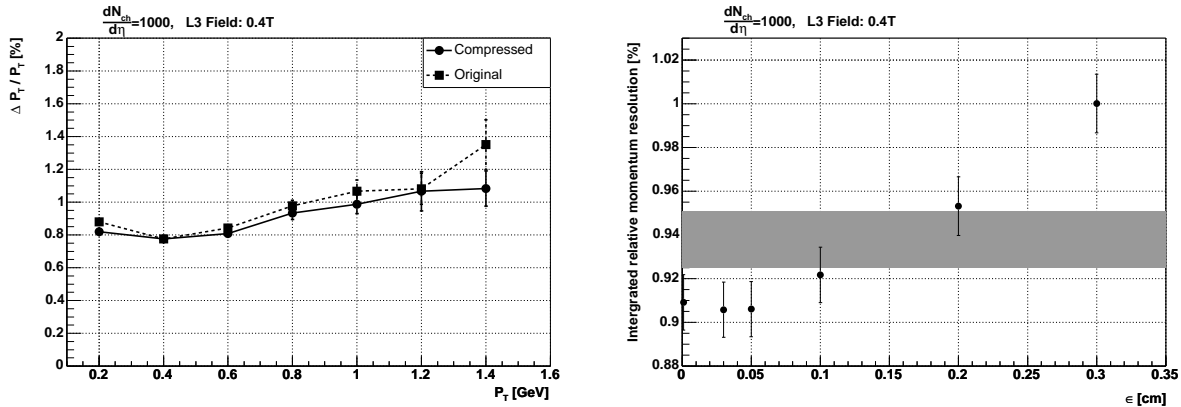 dN_ch/dη=1000, L3 Field: 0.4T
Δ P_T / P_T [%]
2
1.8
1.6
1.4
1.2
1
0.8
0.6
0.4
0.2
0
Compressed
Original
0.2 0.4 0.6 0.8 1.0 1.2 1.4 1.6
P_T [GeV]
dN_ch/dη=1000, L3 Field: 0.4T
Intergrated relative momentum resolution [%]
1.02
1
0.98
0.96
0.94
0.92
0.9
0.88
0 0.05 0.1 0.15 0.2 0.25 0.3 0.35
ϵ [cm]